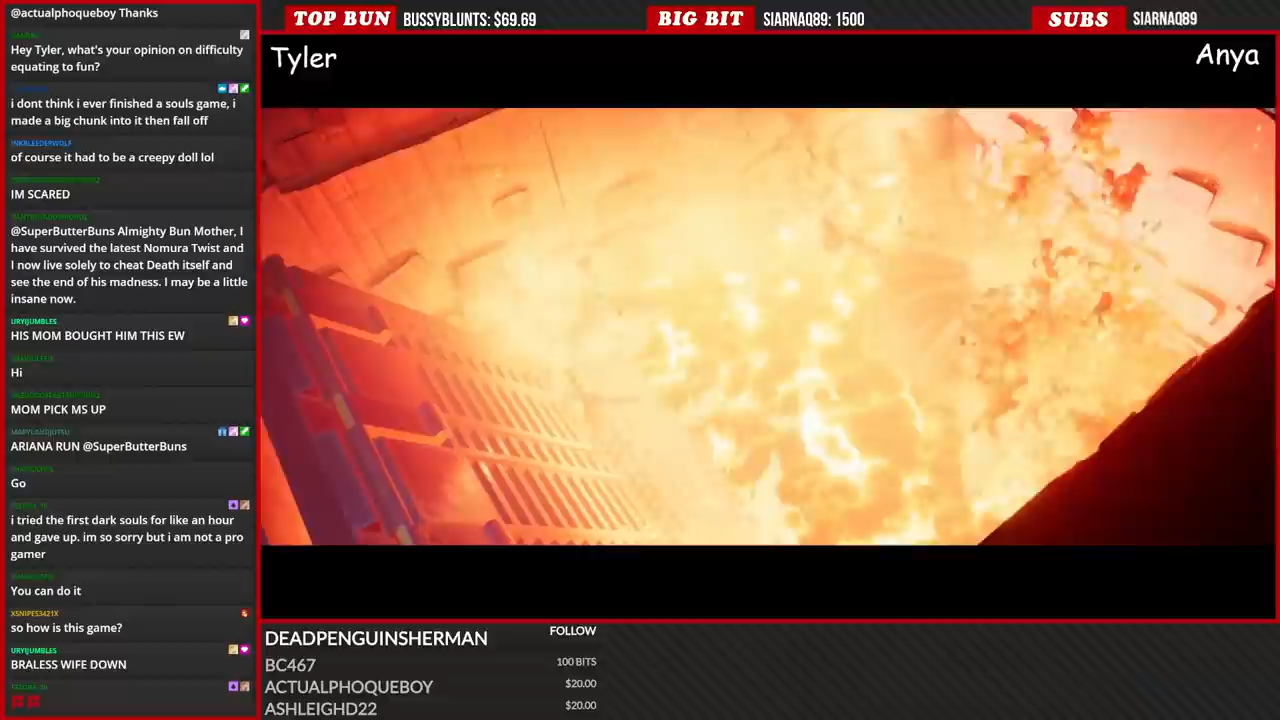 @actualphoqueboy Thanks
Hey Tyler, what's your opinion on difficulty
equating to fun?
i dont think i ever finished a souls game, i
made a big chunk into it then fall off
INKBLEEDERWOLF
of course it had to be a creepy doll lol
IM SCARED
@SuperButterBuns Almighty Bun Mother, I
have survived the latest Nomura Twist and
I now live solely to cheat Death itself and
see the end of his madness. I may be a little
insane now.
URYIJUMBLES
HIS MOM BOUGHT HIM THIS EW
Hi
MOM PICK MS UP
ARIANA RUN @SuperButterBuns
Go
i tried the first dark souls for like an hour
and gave up. im so sorry but i am not a pro
gamer
You can do it
XSNIPES3421X
so how is this game?
URYIJUMBLES
BRALESS WIFE DOWN
TOP BUN BUSSYBLUNTS: $69.69 BIG BIT SIARNAQ89: 1500 SUBS SIARNAQ89
Tyler Anya
DEADPENGUINSHERMAN FOLLOW
BC467 100 BITS
ACTUALPHOQUEBOY $20.00
ASHLEIGHD22 $20.00